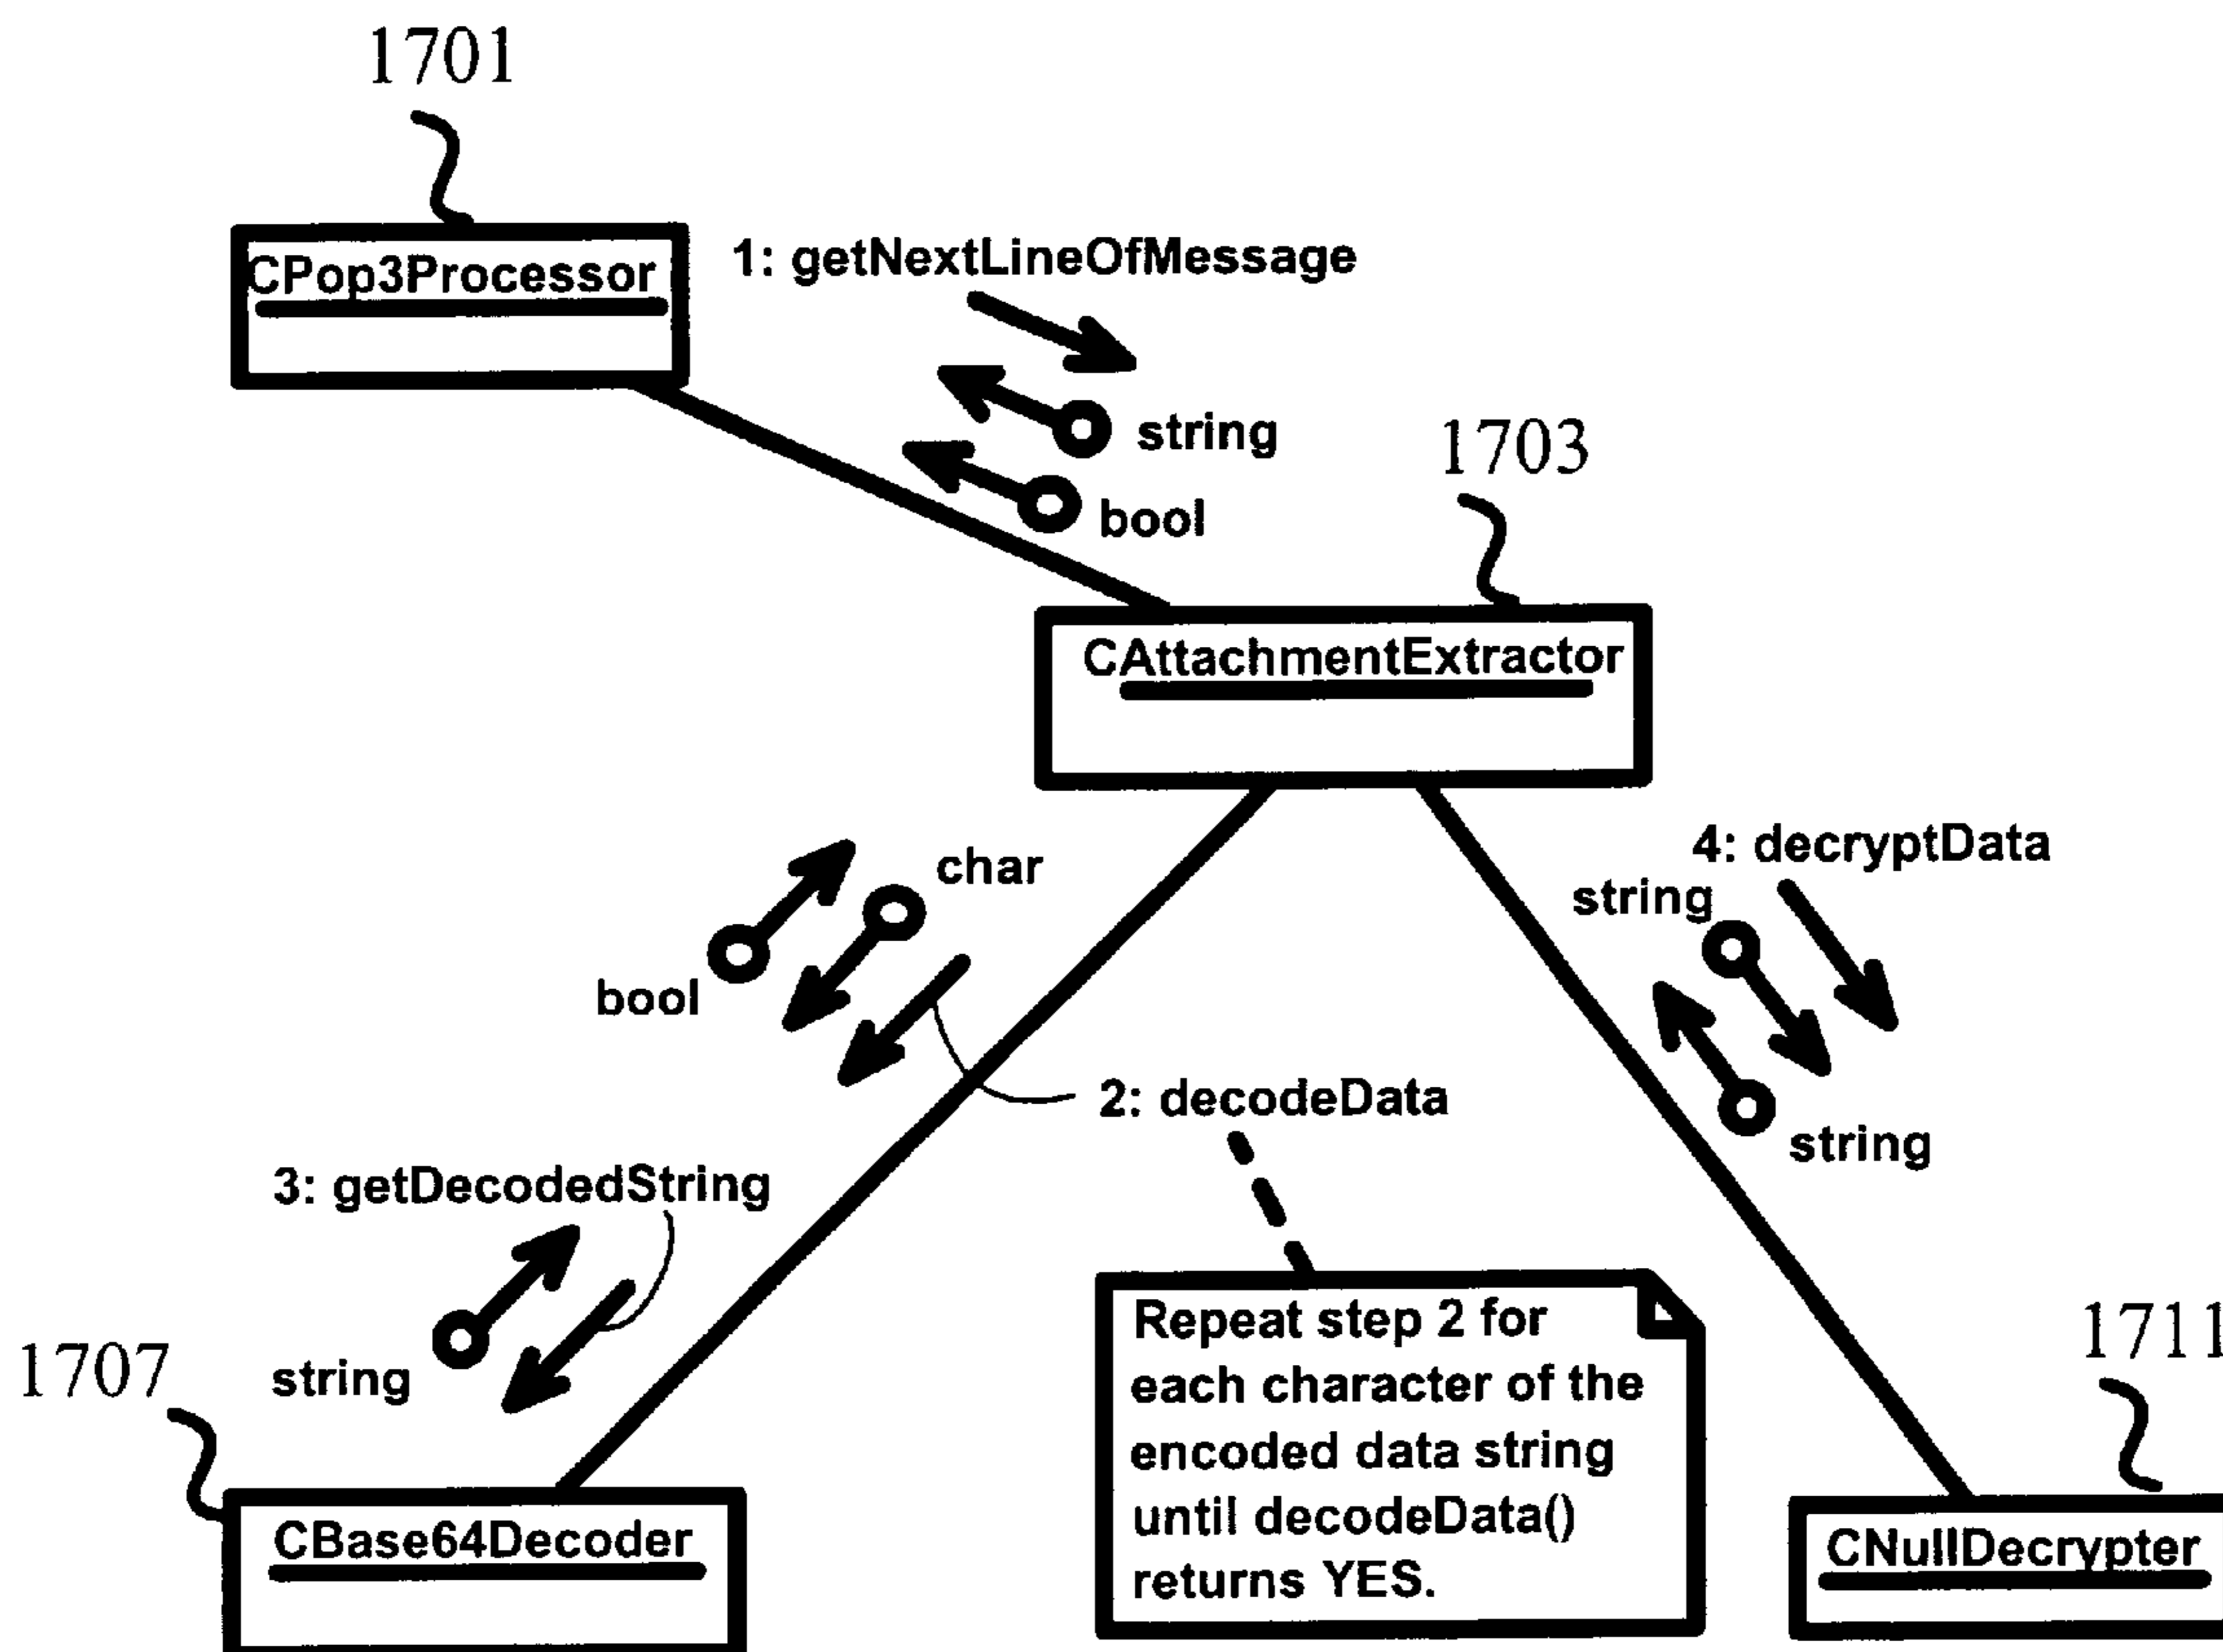 1701
CPop3Processor
1: getNextLineOfMessage
string
bool
1703
CAttachmentExtractor
char
bool
2: decodeData
3: getDecodedString
string
4: decryptData
string
string
1707
CBase64Decoder
Repeat step 2 for
each character of the
encoded data string
until decodeData()
returns YES.
1711
CNullDecrypter